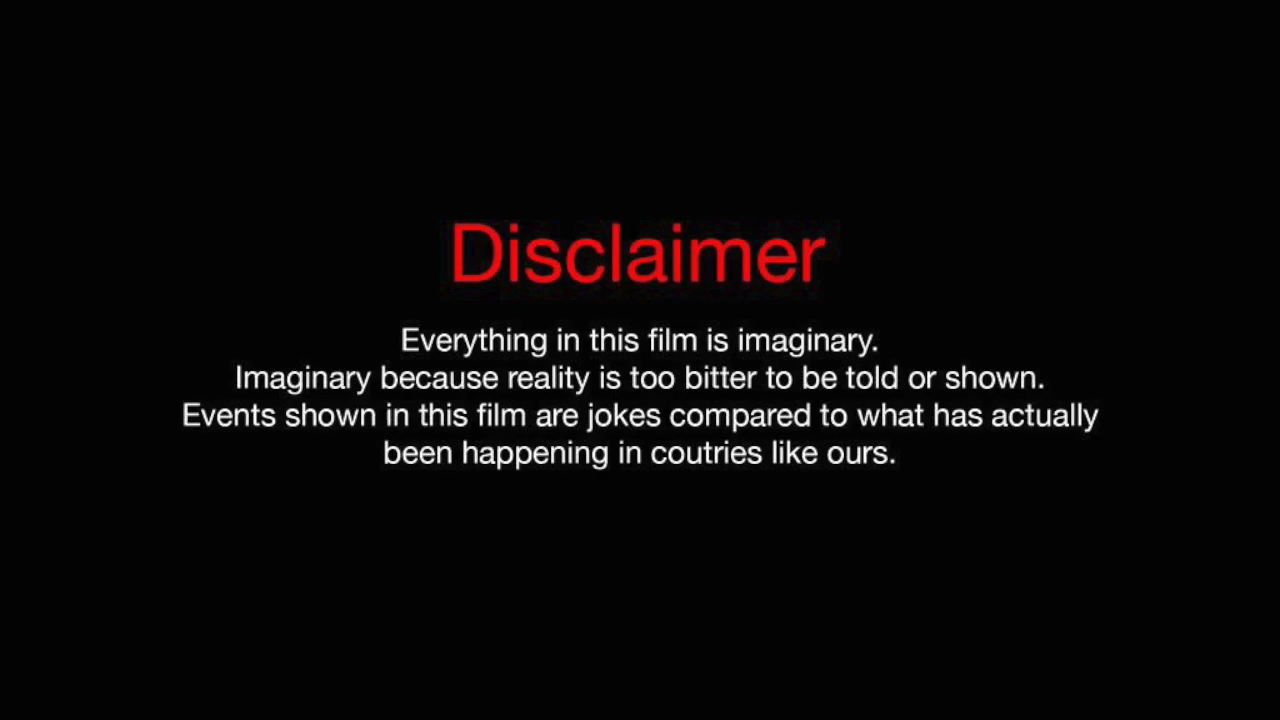 Disclaimer
Everything in this film is imaginary.
Imaginary because reality is too bitter to be told or shown.
Events shown in this film are jokes compared to what has actually
been happening in coutries like ours.